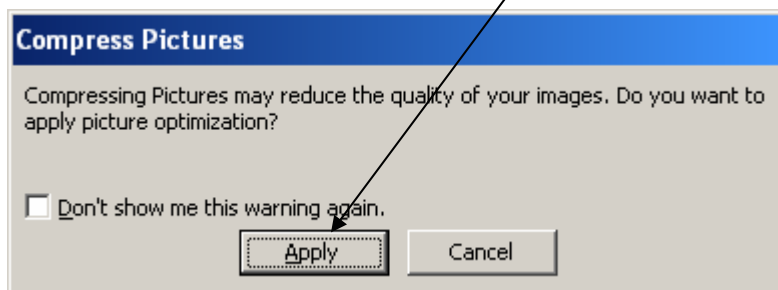 Compress Pictures
Compressing Pictures may reduce the quality of your images. Do you want to
apply picture optimization?
Don't show me this warning again.
Apply Cancel